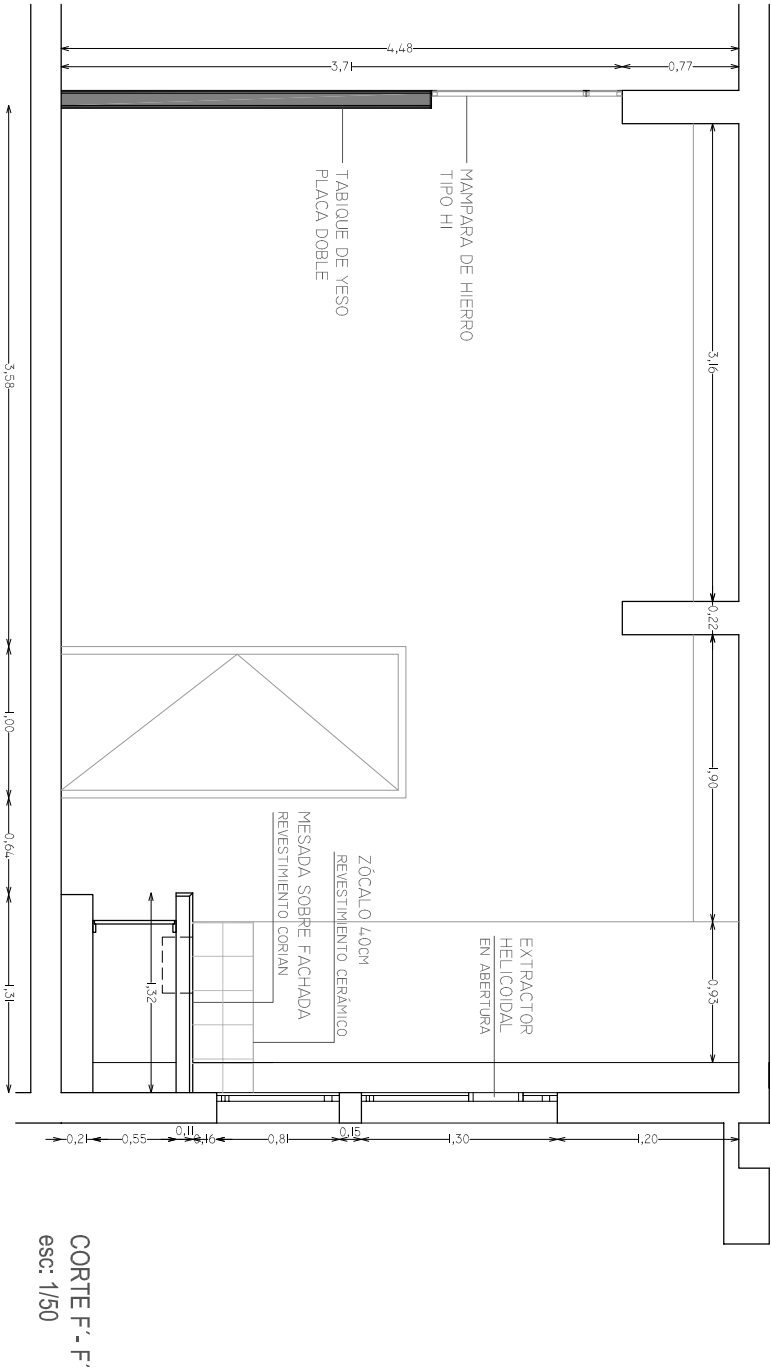 4,48
3,71
0,77
MAMPARA DE HIERRO
TIPO H1
TABIQUE DE YESO
PLACA DOBLE
3,16
0,22
1,90
0,93
EXTRACTOR
HELICOIDAL
EN ABERTURA
ZÓCALO 40CM
REVESTIMIENTO CERÁMICO
MESADA SOBRE FACHADA
REVESTIMIENTO CORIAN
1,32
3,58
1,00
0,64
1,31
0,21
0,55
0,11
0,16
0,81
0,15
1,30
1,20
CORTE F´- F´
esc: 1/50